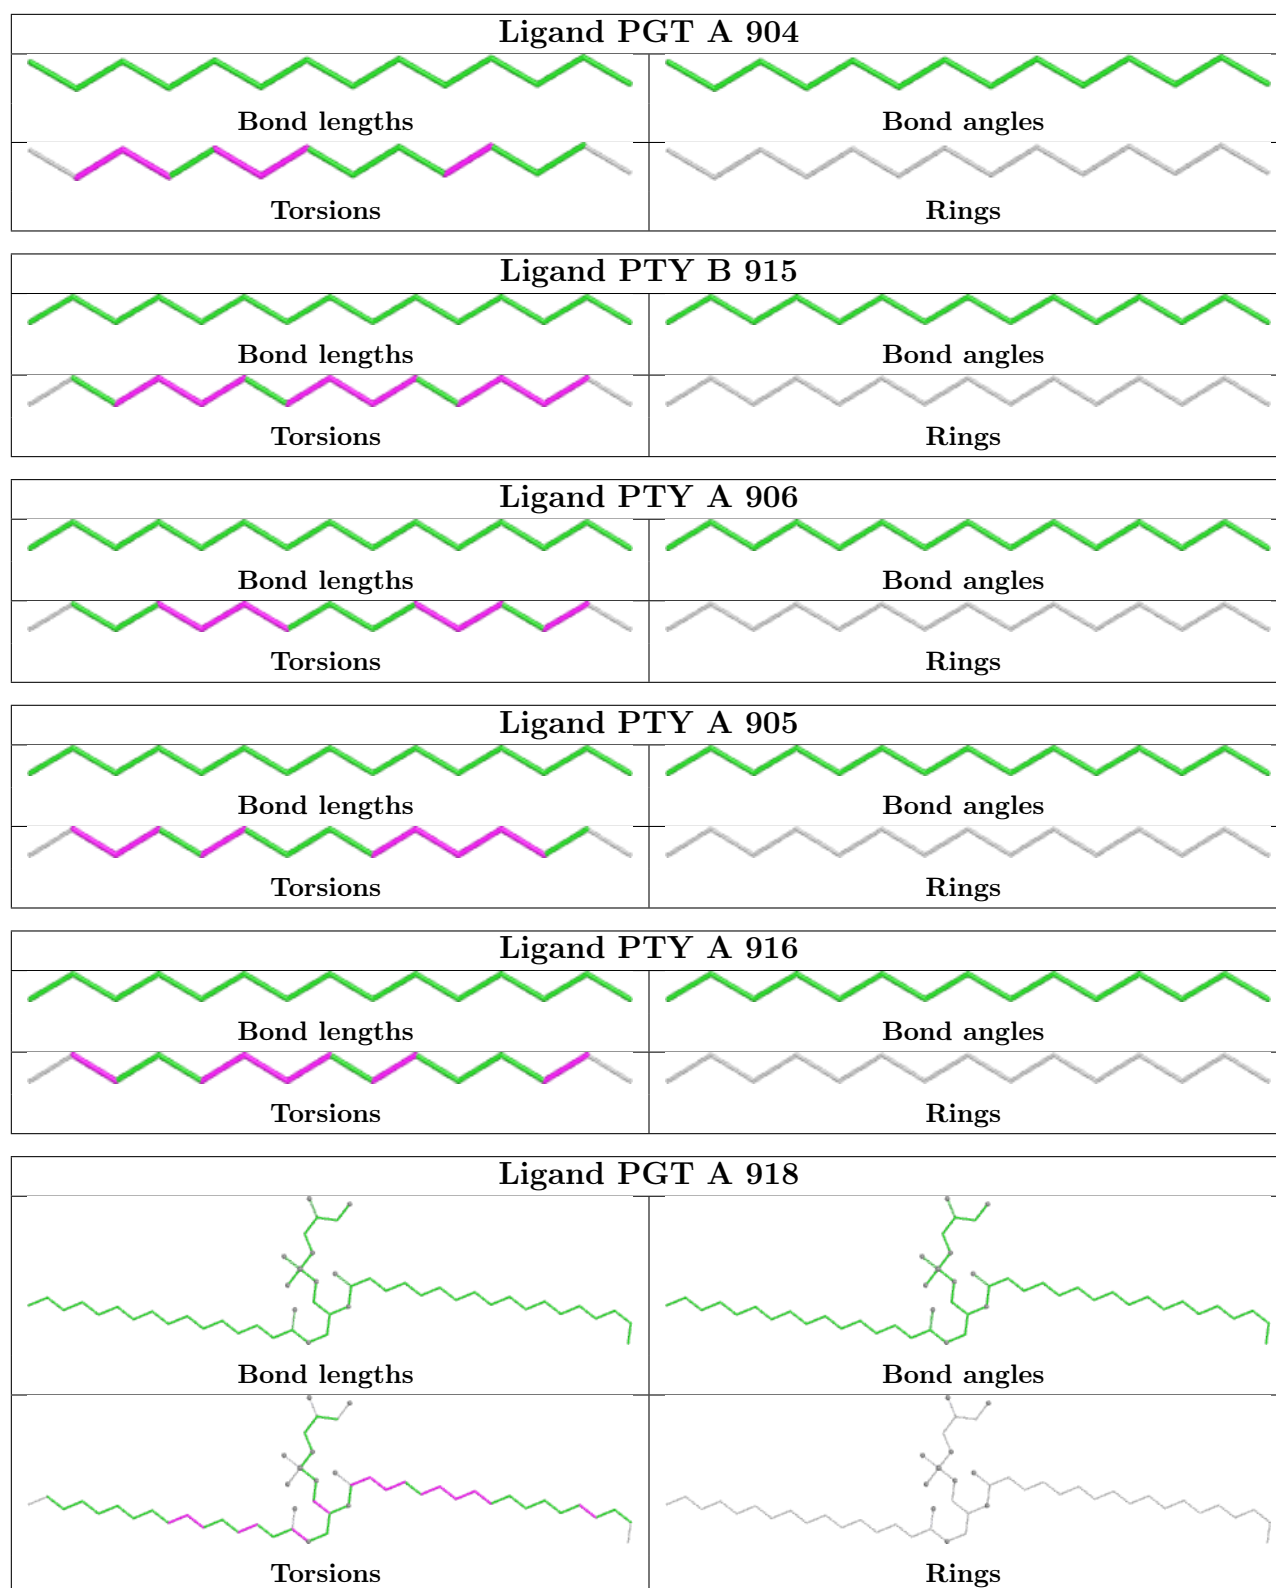 Ligand PGT A 904
Bond lengths Bond angles
Torsions Rings
Ligand PTY B 915
Bond lengths Bond angles
Torsions Rings
Ligand PTY A 906
Bond lengths Bond angles
Torsions Rings
Ligand PTY A 905
Bond lengths Bond angles
Torsions Rings
Ligand PTY A 916
Bond lengths Bond angles
Torsions Rings
Ligand PGT A 918
Bond lengths Bond angles
Torsions Rings